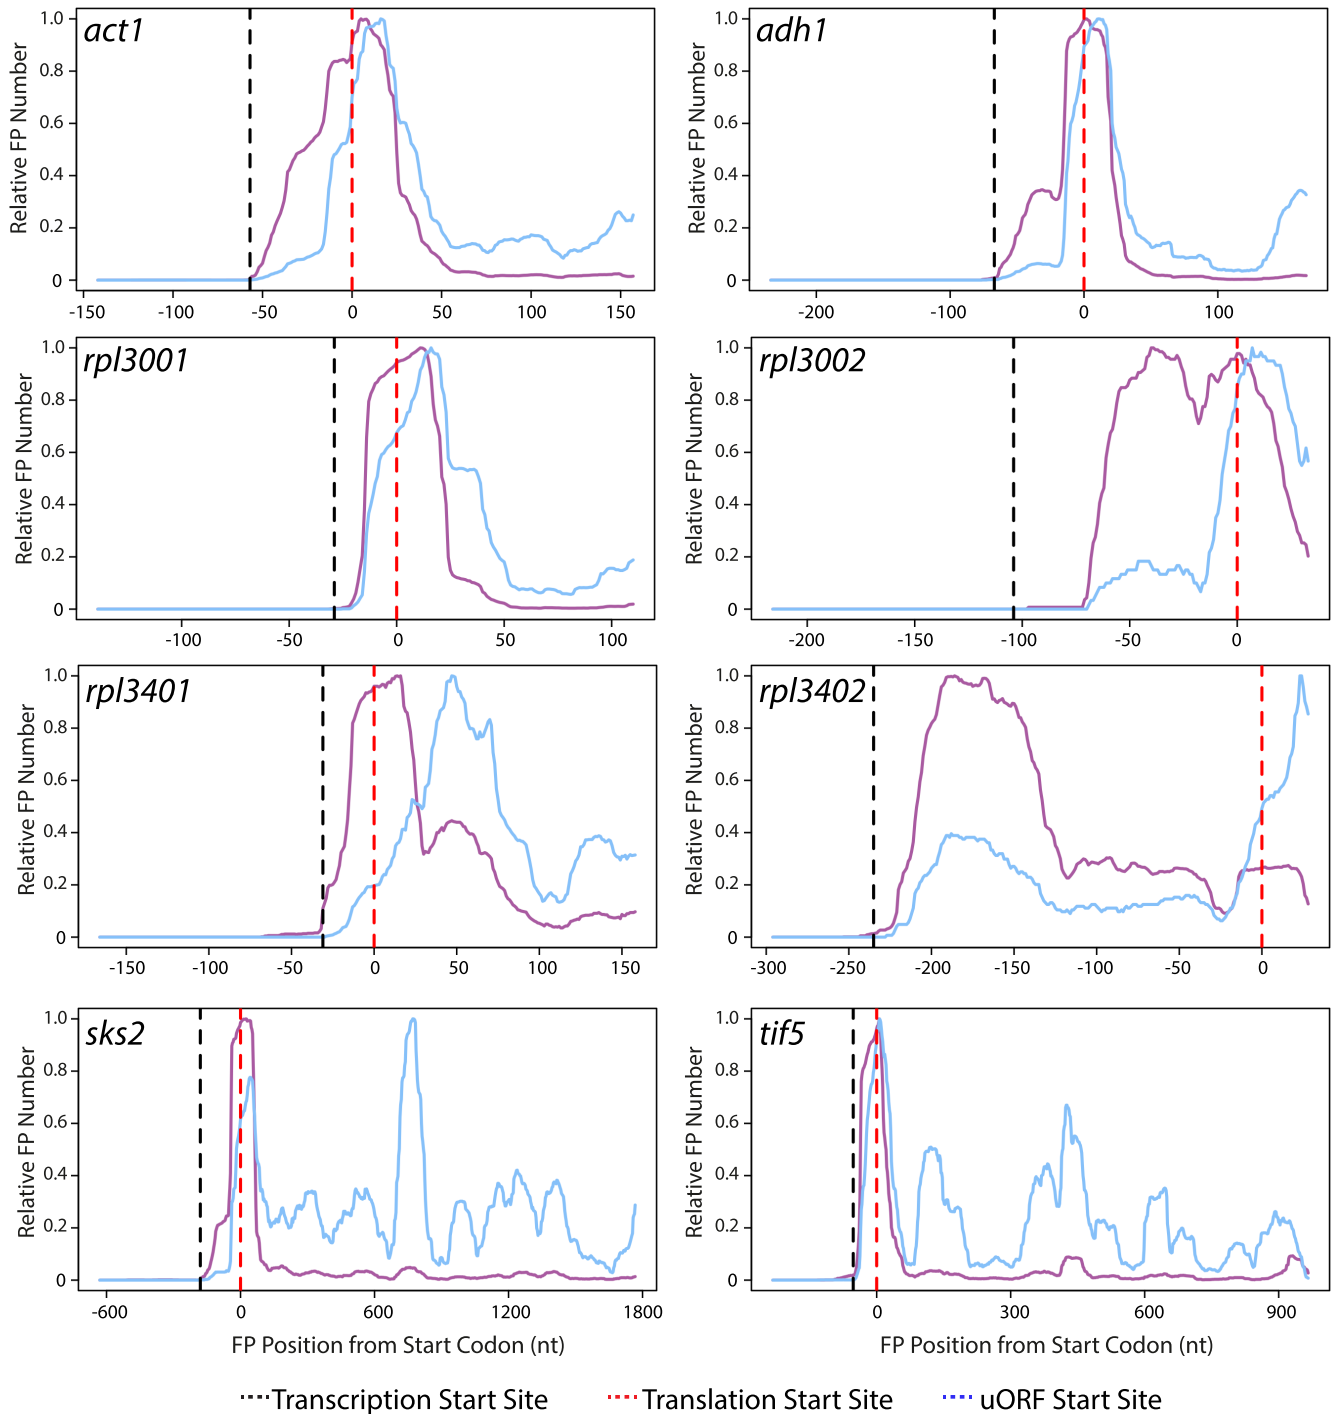 act1
Relative FP Number
1.0
0.8
0.6
0.4
0.2
0
-150 -100 -50 0 50 100 150
adh1
Relative FP Number
1.0
0.8
0.6
0.4
0.2
0
-200 -100 0 100
rpl3001
Relative FP Number
1.0
0.8
0.6
0.4
0.2
0
-100 -50 0 50 100
rpl3002
Relative FP Number
1.0
0.8
0.6
0.4
0.2
0
-200 -150 -100 -50 0
rpl3401
Relative FP Number
1.0
0.8
0.6
0.4
0.2
0
-150 -100 -50 0 50 100 150
rpl3402
Relative FP Number
1.0
0.8
0.6
0.4
0.2
0
-300 -250 -200 -150 -100 -50 0
sks2
Relative FP Number
1.0
0.8
0.6
0.4
0.2
0
-600 0 600 1200 1800
FP Position from Start Codon (nt)
tif5
Relative FP Number
1.0
0.8
0.6
0.4
0.2
0
0 300 600 900
FP Position from Start Codon (nt)
Transcription Start Site Translation Start Site uORF Start Site